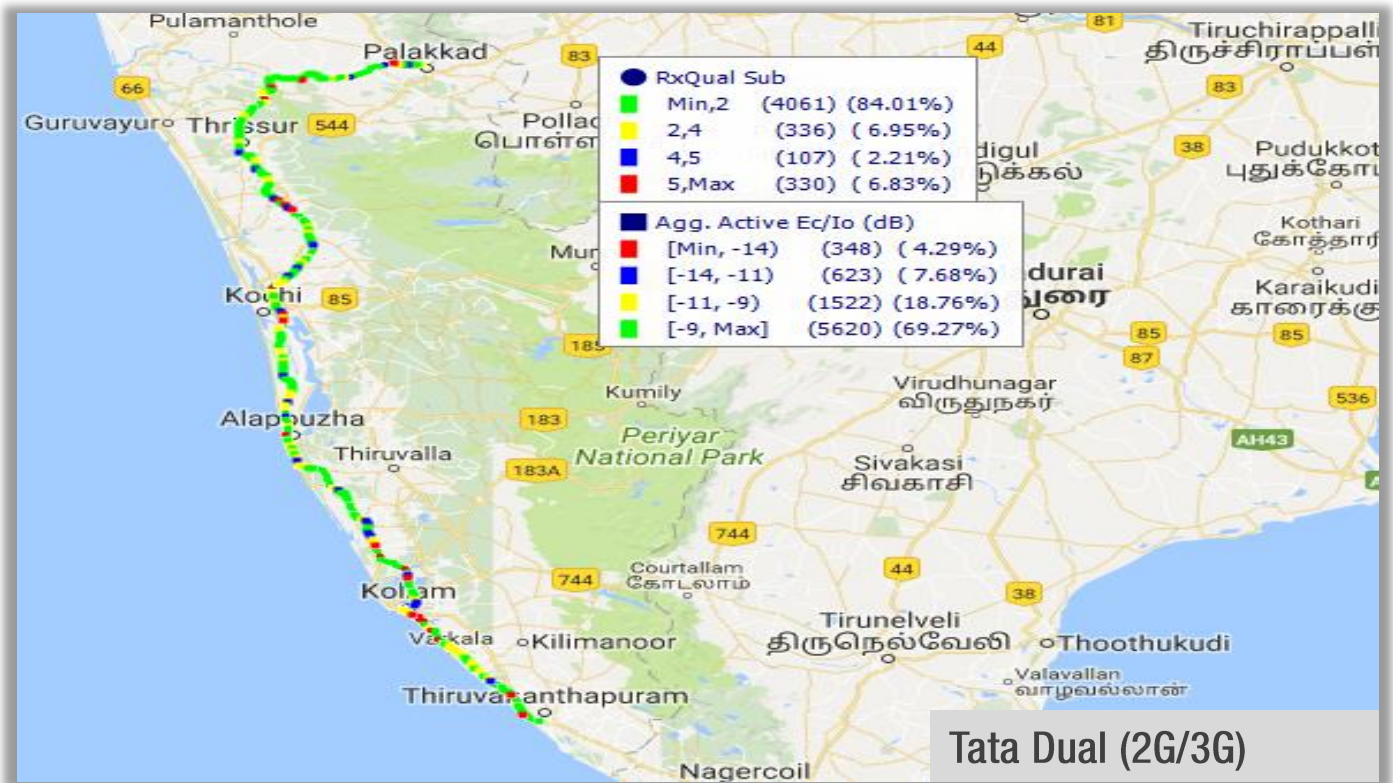 Pulamanthole
81
Tiruchirappalli
திருச்சிராப்பள்
Palakkad
83
44
66
83
Guruvayur
Thrissur
544
Pollac
பொள்ள
RxQual Sub
Min,2 (4061) (84.01%)
2,4 (336) ( 6.95%)
4,5 (107) ( 2.21%)
5,Max (330) ( 6.83%)
digul
டுக்கல்
38
Pudukkot
புதுக்கோட
Agg. Active Ec/Io (dB)
[Min, -14) (348) ( 4.29%)
[-14, -11) (623) ( 7.68%)
[-11, -9) (1522) (18.76%)
[-9, Max] (5620) (69.27%)
Mun
Kothari
கோத்தாரி
durai
துரை
Karaikudi
காரைக்கு
Kochi
85
185
85
85
87
Kumily
Virudhunagar
விருதுநகர்
536
Alappuzha
183
Periyar
National Park
AH43
Thiruvalla
183A
Sivakasi
சிவகாசி
744
Courtallam
கோடலாம்
744
44
38
Kollam
Varkala
Kilimanoor
Tirunelveli
திருநெல்வேலி
Thoothukudi
Valavallan
வாழவல்லான்
Thiruvananthapuram
Nagercoil
Tata Dual (2G/3G)